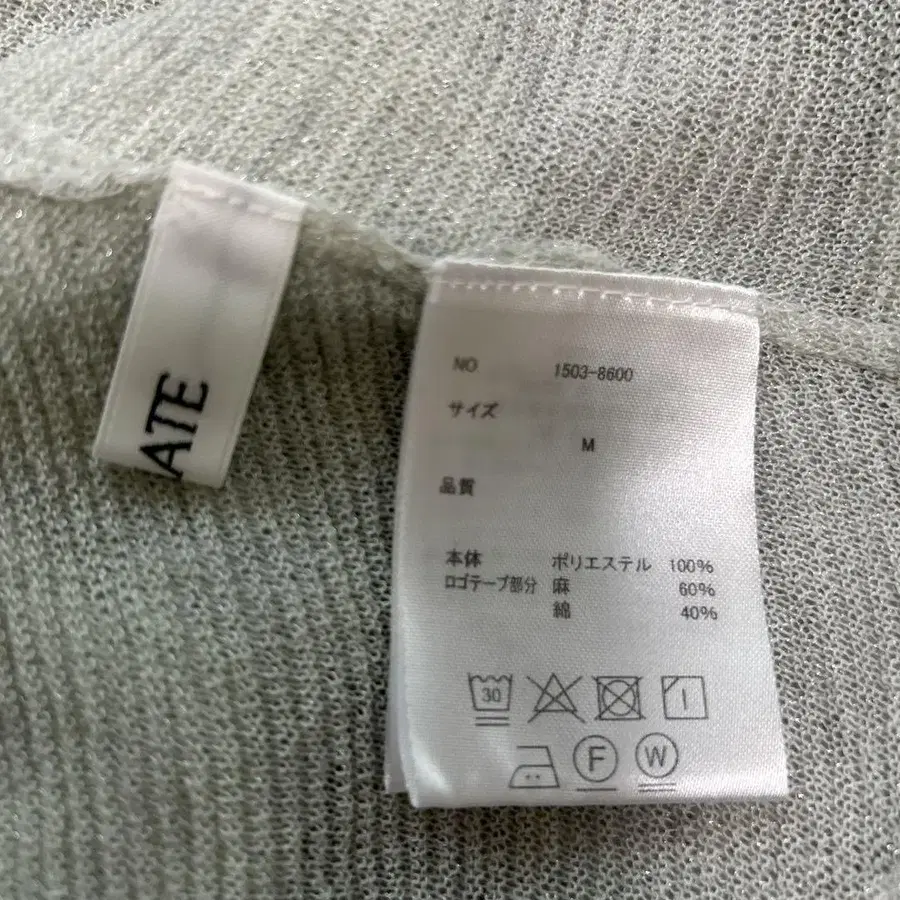 ATE
NO 1503-8600
サイズ
M
品質
本体 ポリエステル 100%
ロゴテープ部分 麻 60%
綿 40%
30
F
W